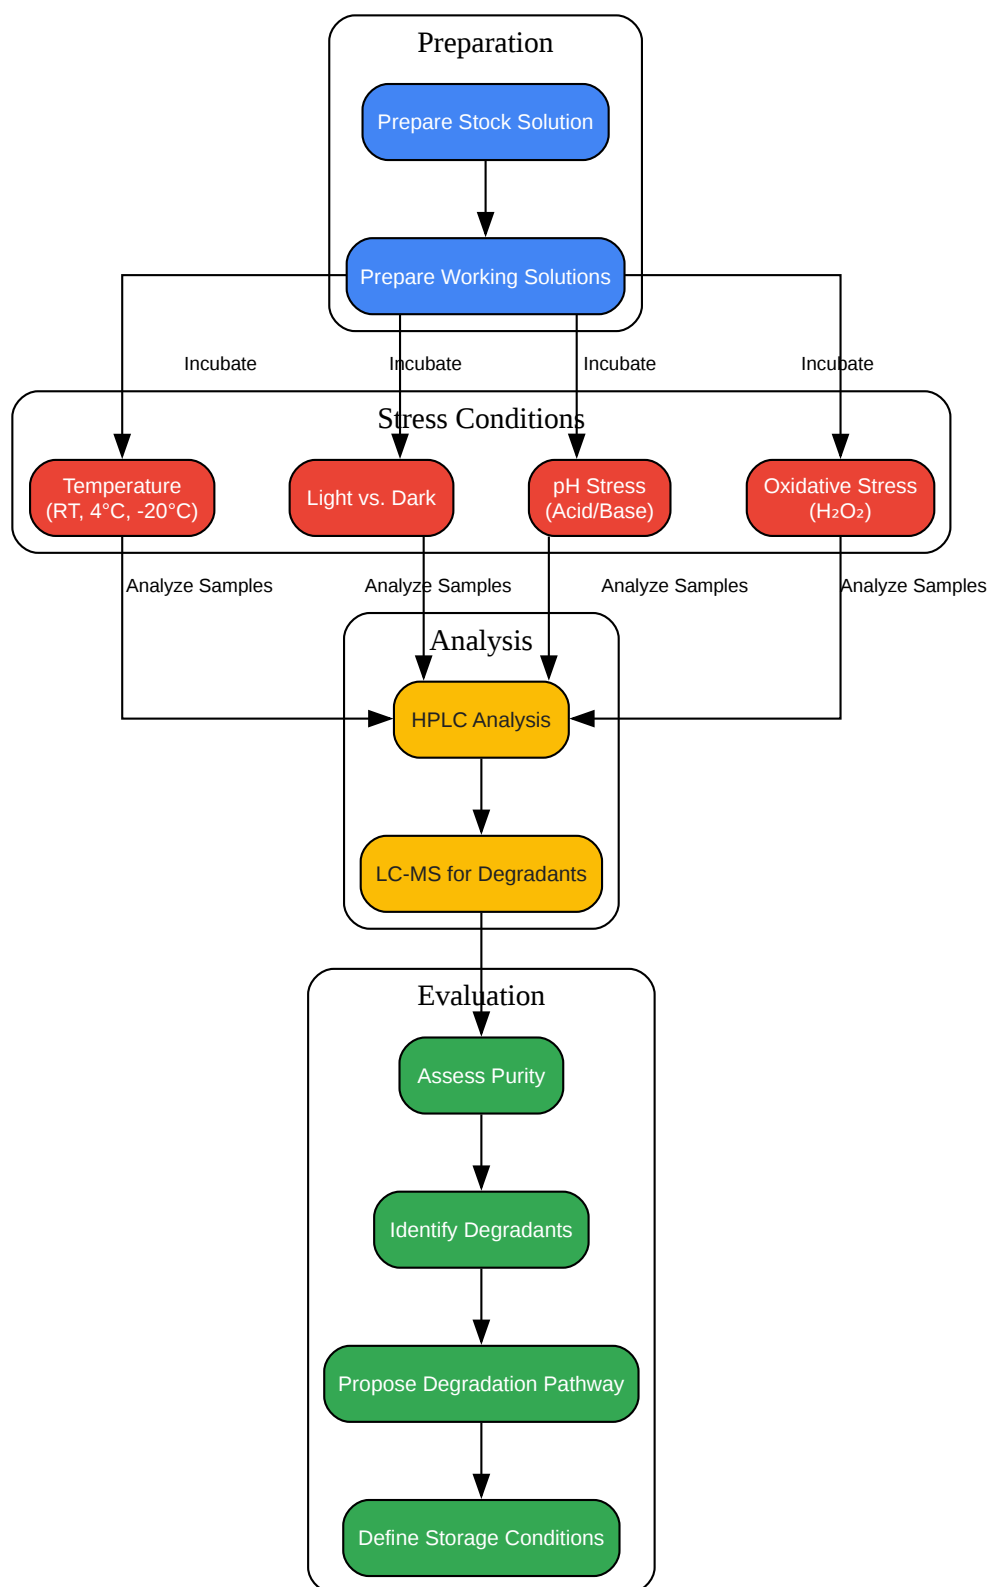 Preparation
Prepare Stock Solution
Prepare Working Solutions
Incubate
Incubate
Incubate
Incubate
Stress Conditions
Temperature
(RT, 4°C, -20°C)
Light vs. Dark
pH Stress
(Acid/Base)
Oxidative Stress
(H₂O₂)
Analyze Samples
Analyze Samples
Analyze Samples
Analyze Samples
Analysis
HPLC Analysis
LC-MS for Degradants
Evaluation
Assess Purity
Identify Degradants
Propose Degradation Pathway
Define Storage Conditions